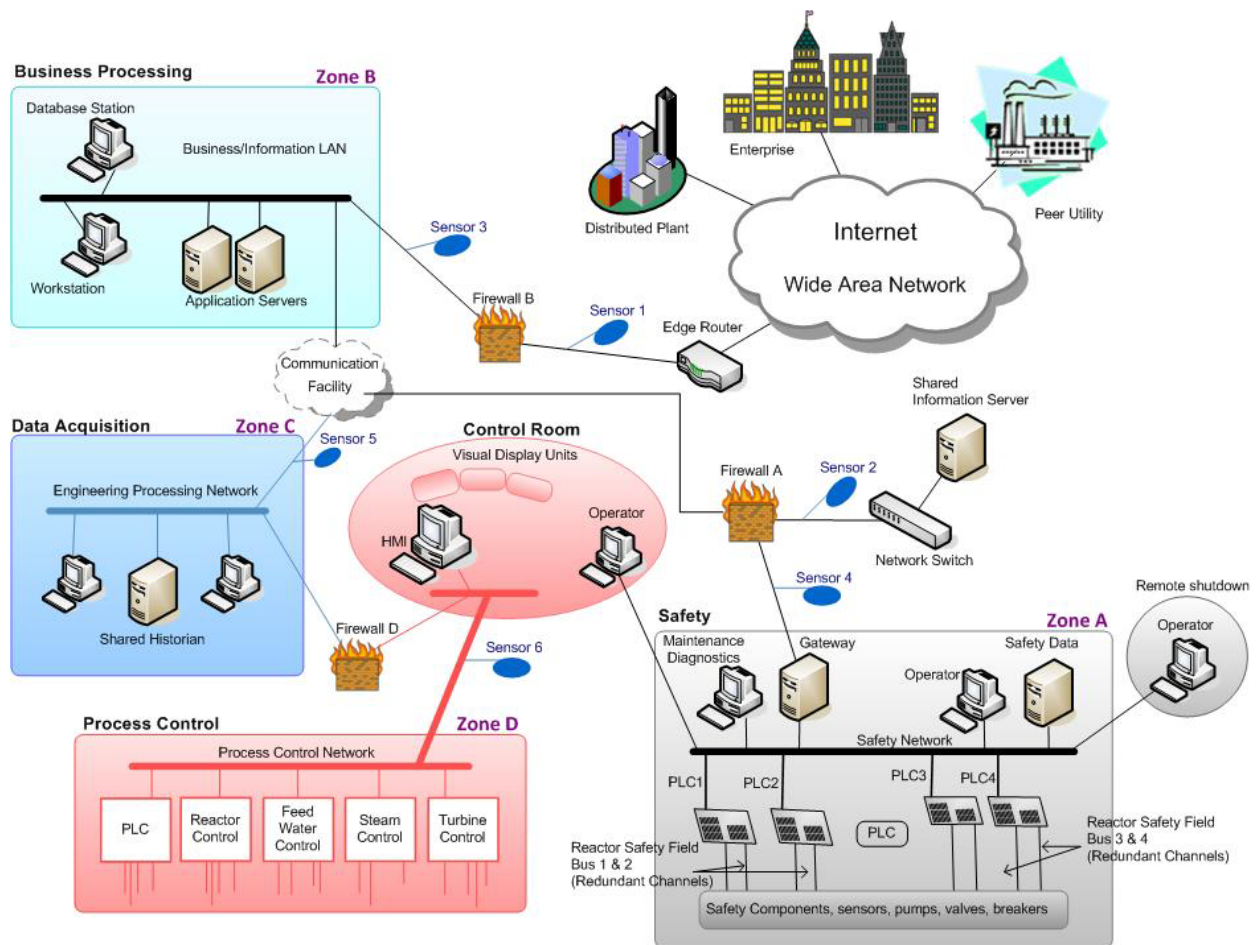 Business Processing
Zone B
Database Station
Business/Information LAN
Workstation
Application Servers
Sensor 3
Firewall B
Sensor 1
Edge Router
Distributed Plant
Enterprise
Peer Utility
Internet
Wide Area Network
Communication
Facility
Shared
Information Server
Data Acquisition
Zone C
Sensor 5
Engineering Processing Network
Shared Historian
Control Room
Visual Display Units
HMI
Operator
Firewall A
Sensor 2
Network Switch
Sensor 4
Firewall D
Sensor 6
Safety
Zone A
Remote shutdown
Operator
Maintenance
Diagnostics
Gateway
Operator
Safety Data
Safety Network
PLC1
PLC2
PLC3
PLC4
PLC
Reactor Safety Field
Bus 1 & 2
(Redundant Channels)
Reactor Safety Field
Bus 3 & 4
(Redundant Channels)
Safety Components, sensors, pumps, valves, breakers
Process Control
Zone D
Process Control Network
PLC
Reactor
Control
Feed
Water
Control
Steam
Control
Turbine
Control